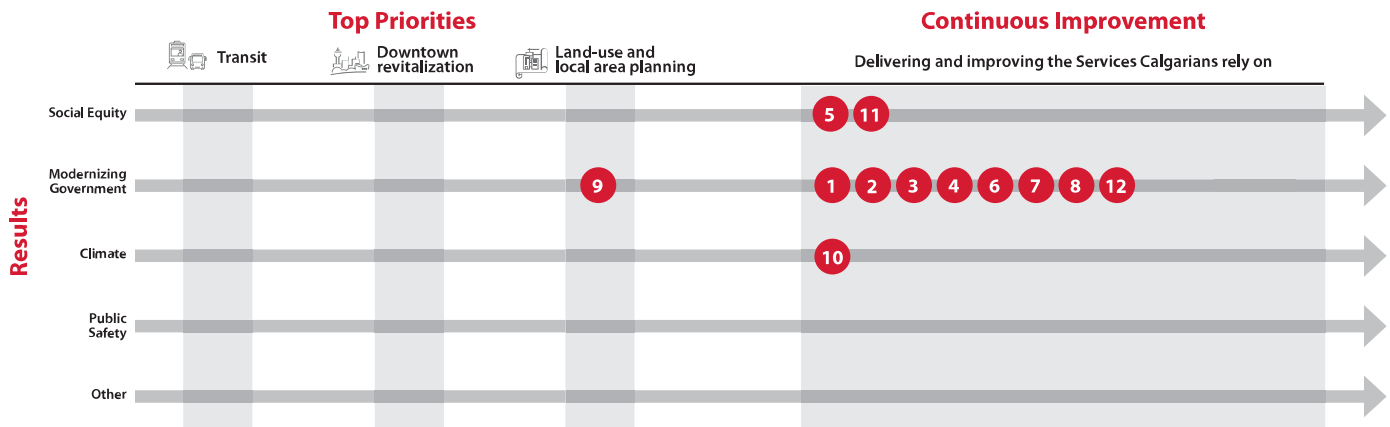 Top Priorities
Continuous Improvement
Transit
Downtown
revitalization
Land-use and
local area planning
Delivering and improving the Services Calgarians rely on
Results
Social Equity
5 11
Modernizing
Government
9 1 2 3 4 6 7 8 12
Climate
10
Public
Safety
Other